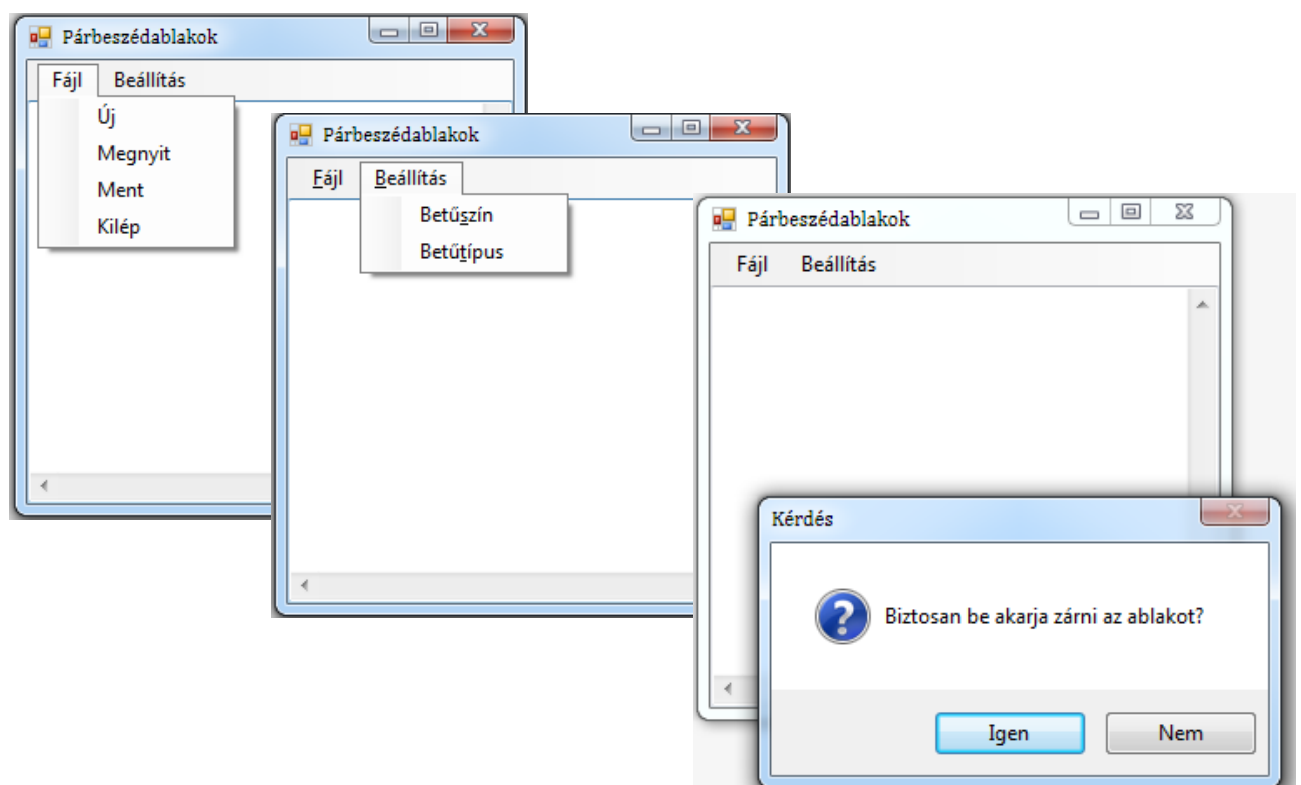 Párbeszédablakok
Fájl Beállítás
Új
Megnyit
Ment
Kilép
Párbeszédablakok
Fájl Beállítás
Betűszín
Betűtípus
Párbeszédablakok
Fájl Beállítás
Kérdés
Biztosan be akarja zárni az ablakot?
Igen Nem